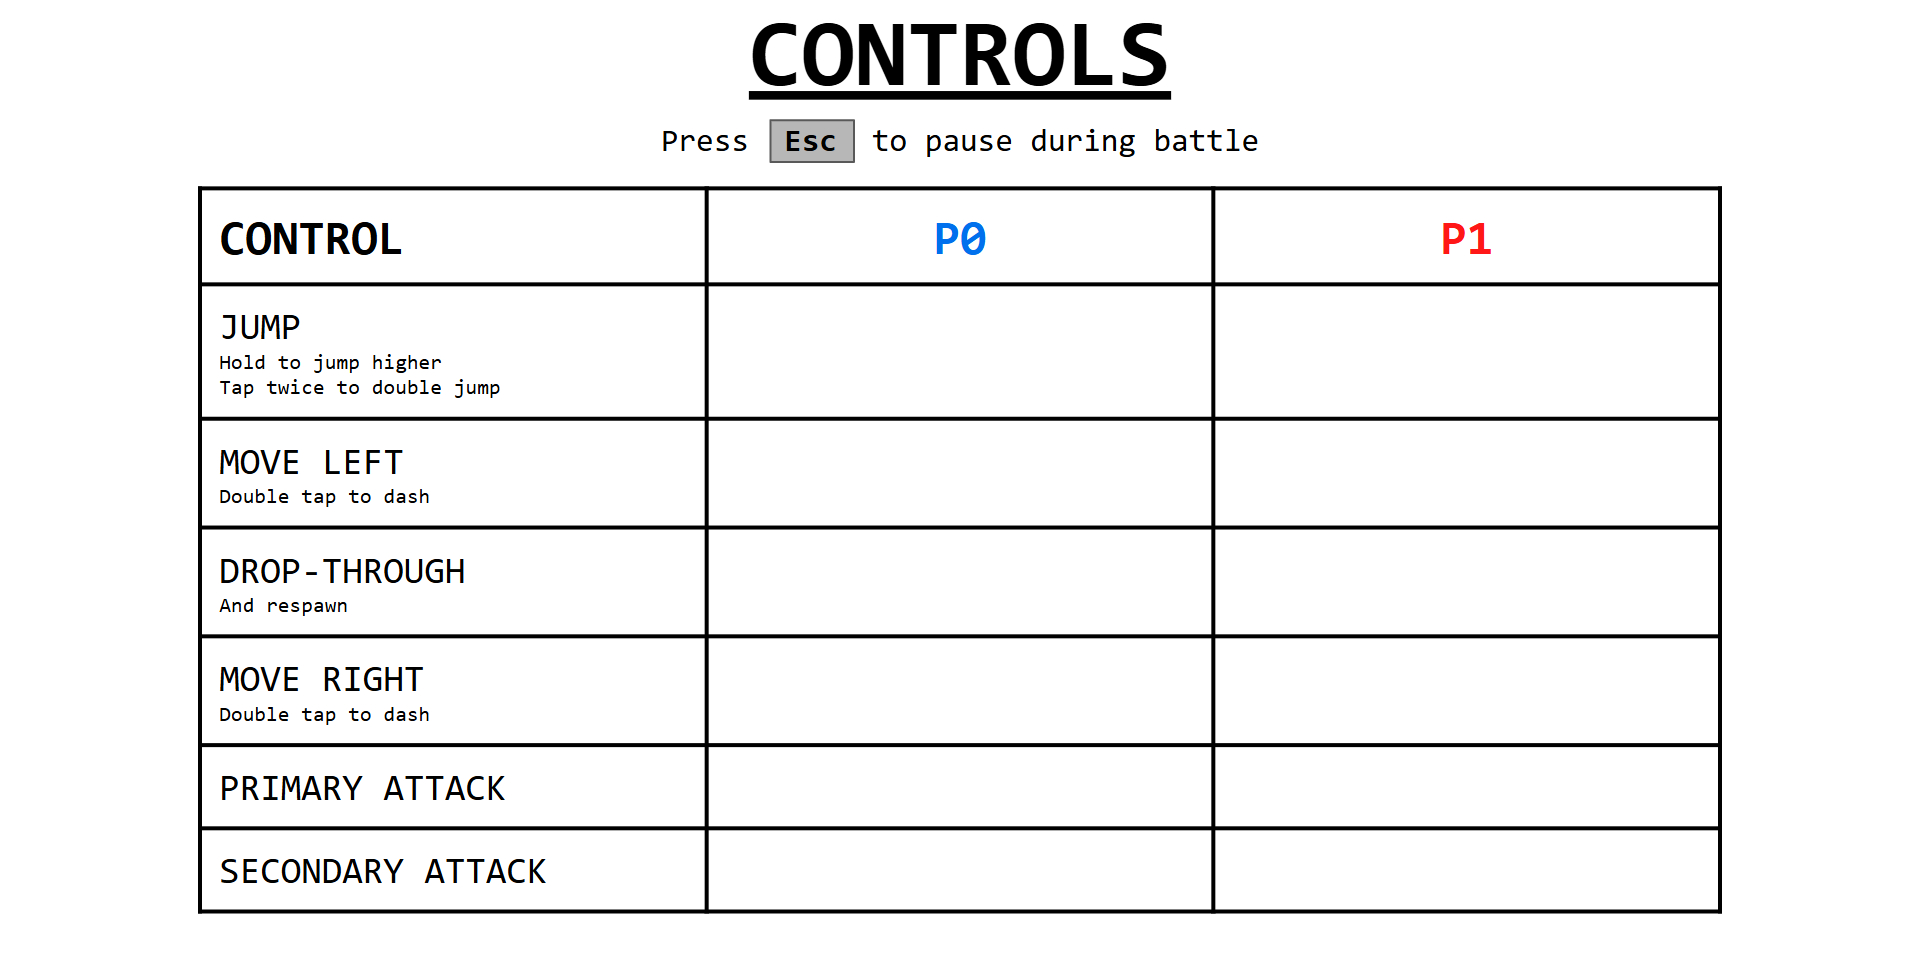 CONTROLS
Press Esc to pause during battle
CONTROL P0 P1
JUMP
Hold to jump higher
Tap twice to double jump
MOVE LEFT
Double tap to dash
DROP-THROUGH
And respawn
MOVE RIGHT
Double tap to dash
PRIMARY ATTACK
SECONDARY ATTACK